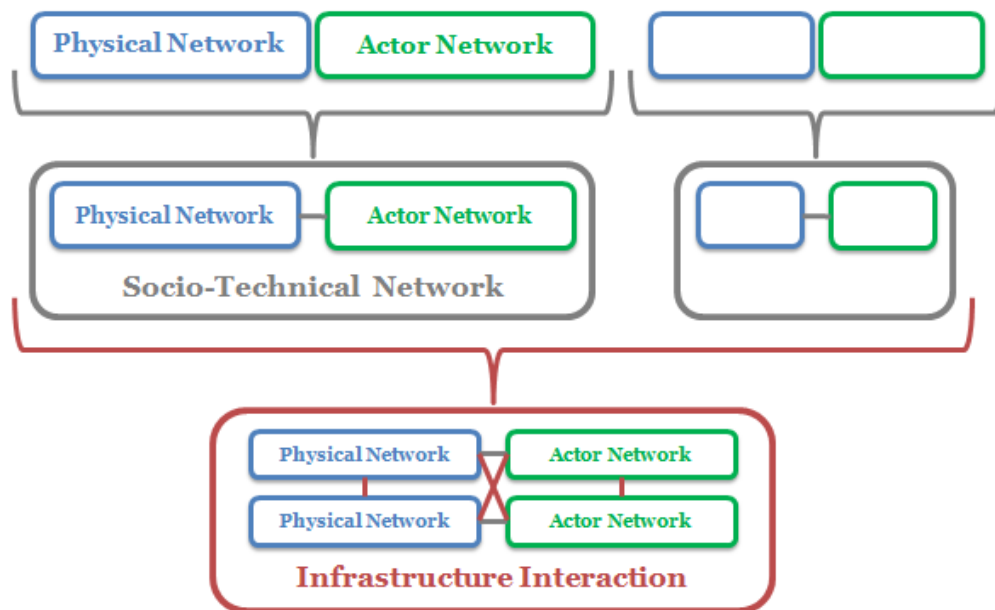 Physical Network Actor Network
Physical Network Actor Network
Socio-Technical Network
Physical Network Actor Network
Physical Network Actor Network
Infrastructure Interaction